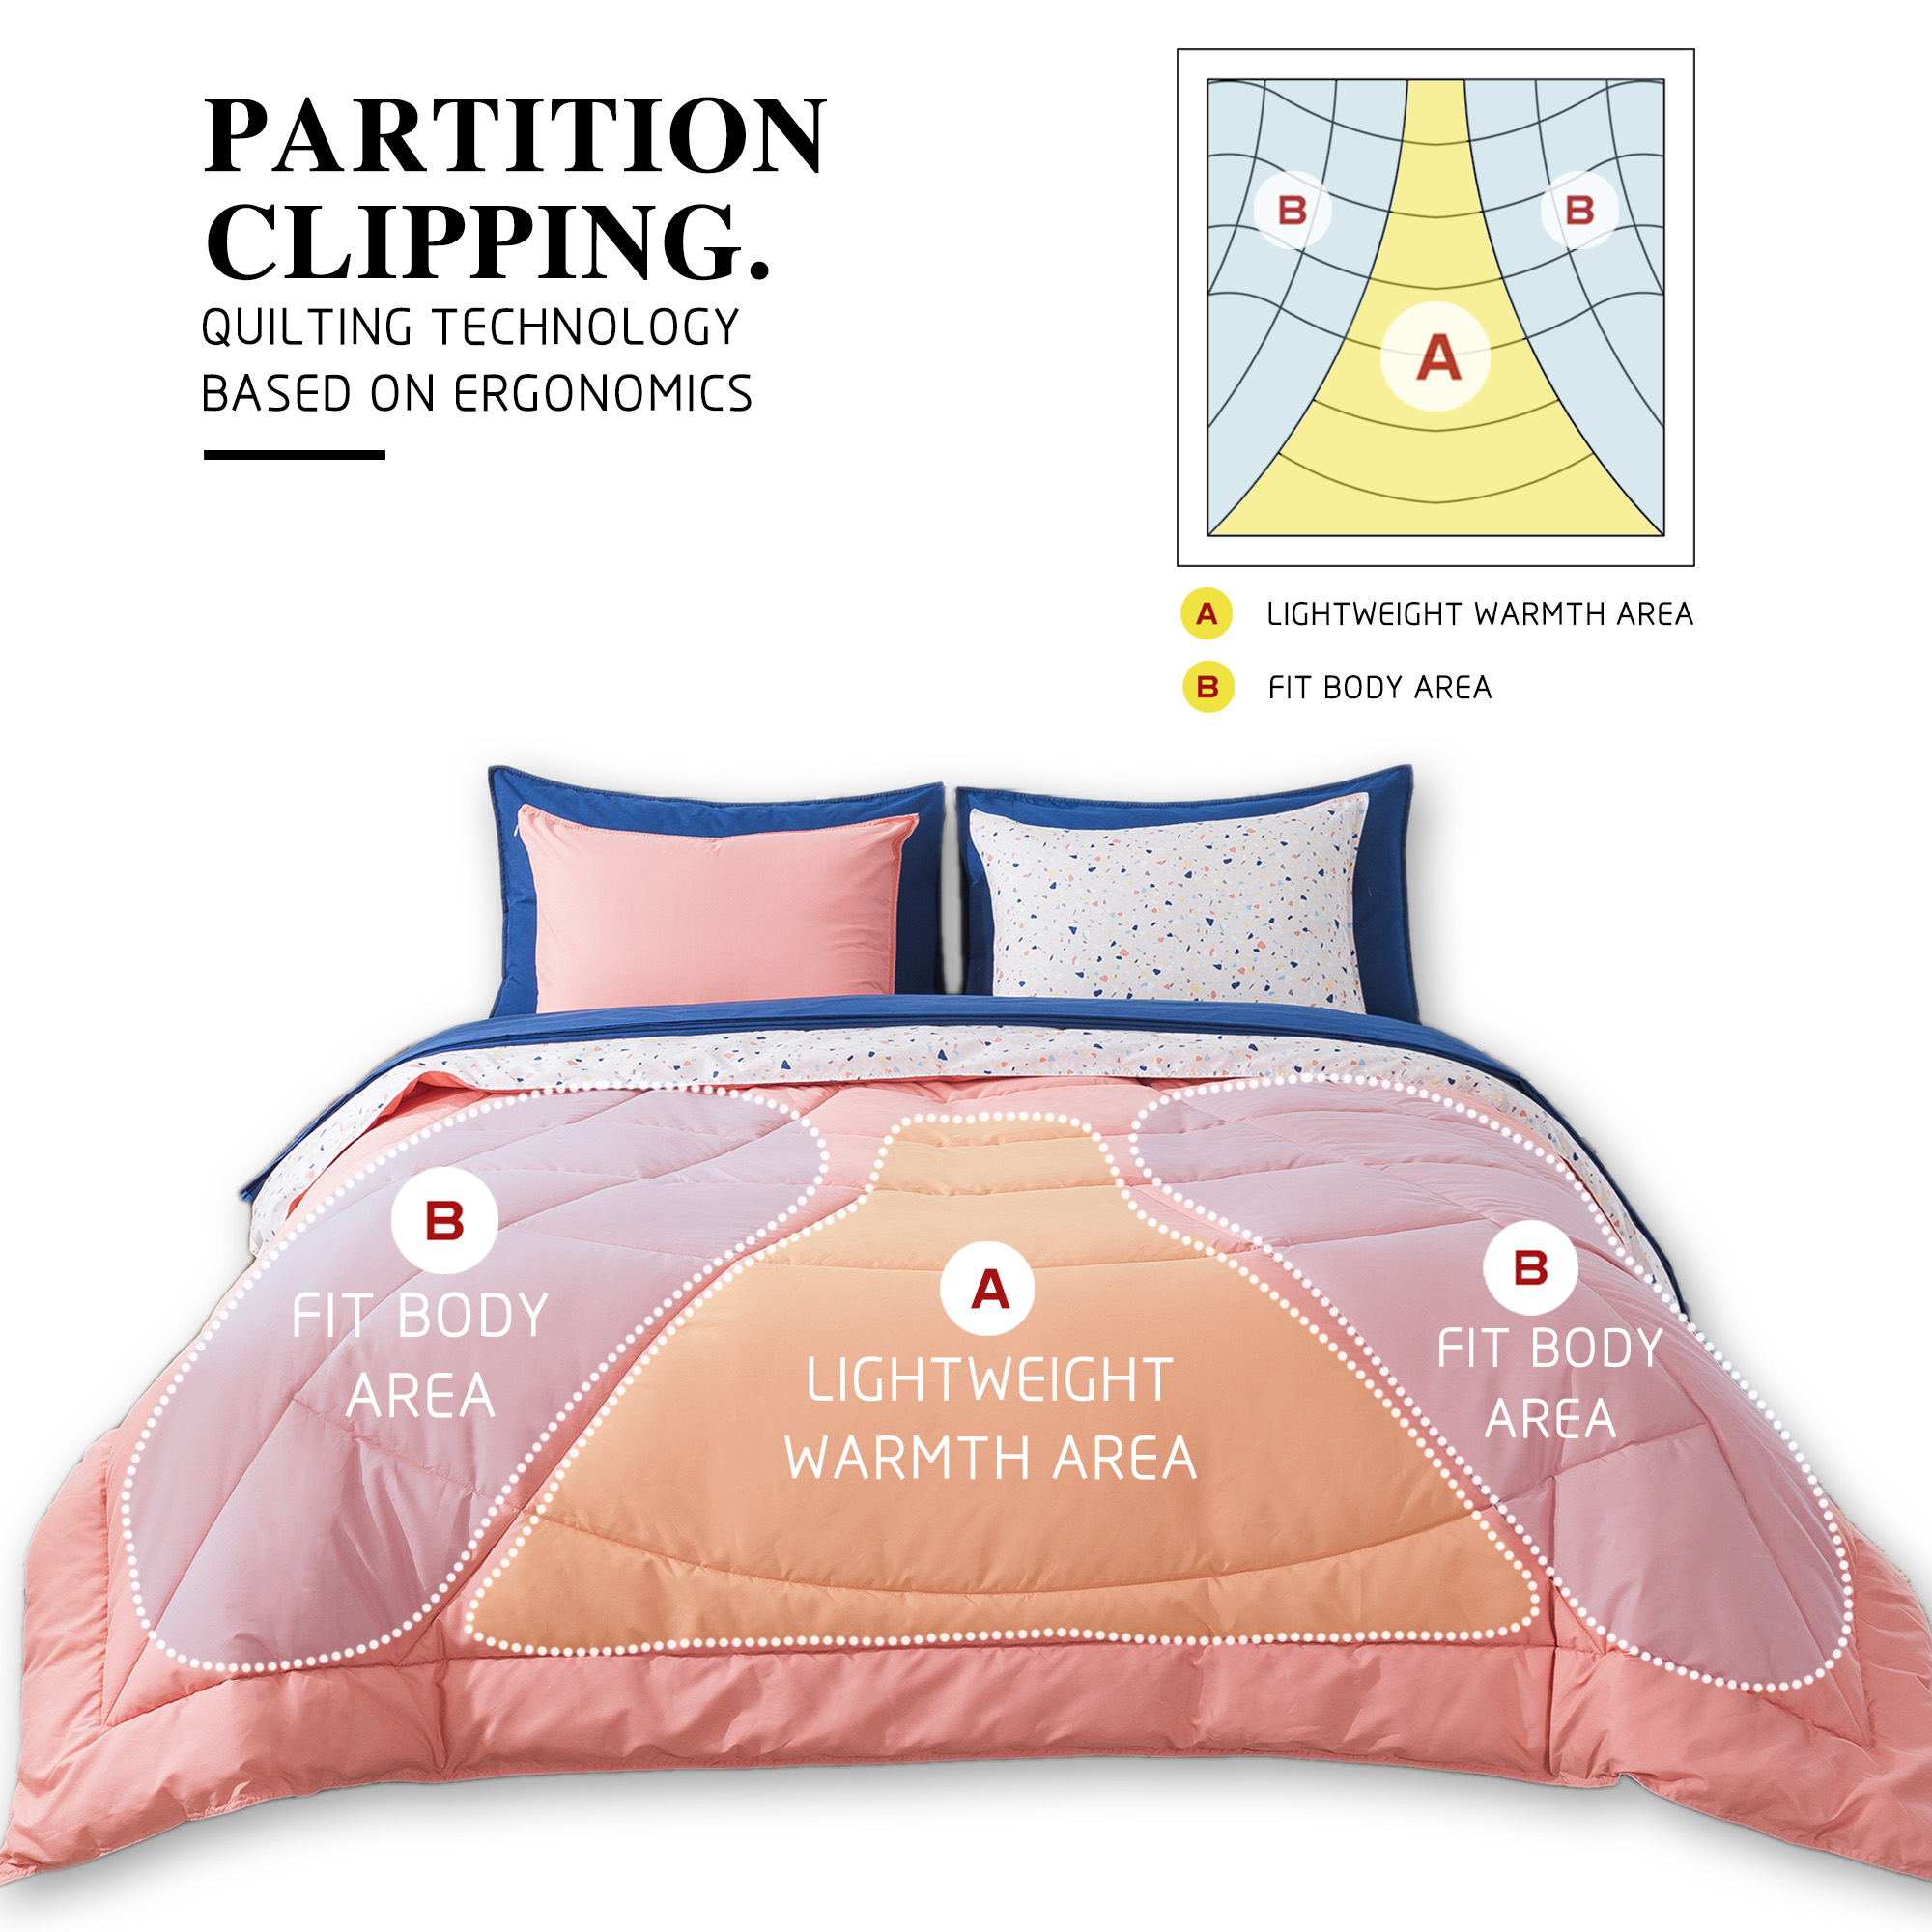 PARTITION
CLIPPING.
QUILTING TECHNOLOGY
BASED ON ERGONOMICS
B
B
A
A LIGHTWEIGHT WARMTH AREA
B FIT BODY AREA
B
FIT BODY
AREA
A
LIGHTWEIGHT
WARMTH AREA
B
FIT BODY
AREA